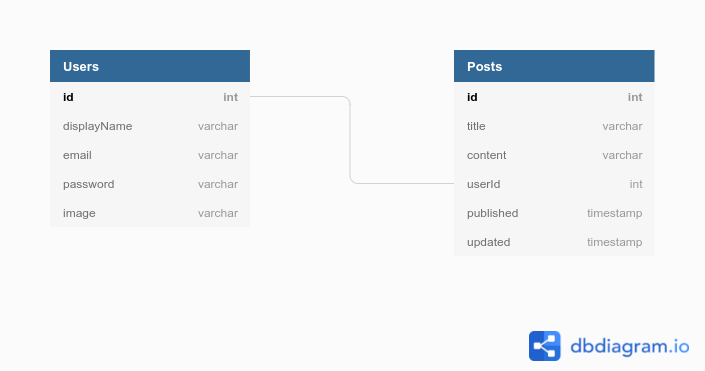 Users
id int
displayName varchar
email varchar
password varchar
image varchar
Posts
id int
title varchar
content varchar
userId int
published timestamp
updated timestamp
dbdiagram.io